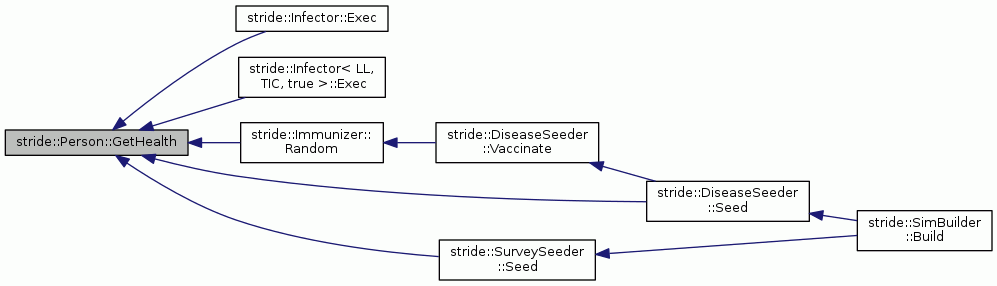 stride::Infector::Exec
stride::Infector< LL,
TIC, true >::Exec
stride::Person::GetHealth
stride::Immunizer::
Random
stride::DiseaseSeeder
::Vaccinate
stride::DiseaseSeeder
::Seed
stride::SimBuilder
::Build
stride::SurveySeeder
::Seed